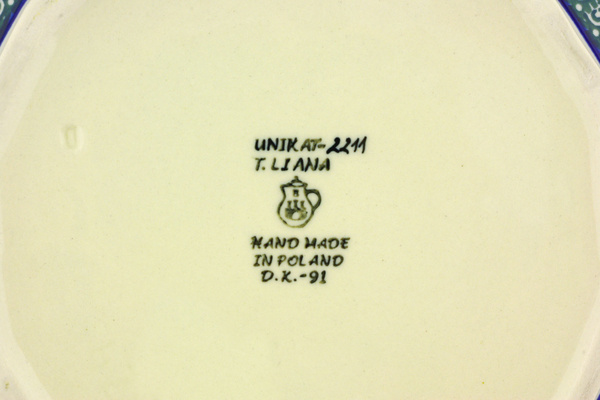 UNIKAT-2211
T. LIANA
HAND MADE
IN POLAND
D.K.-91